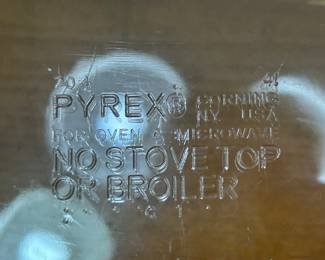 PYREX® CORNING
N.Y. USA
FOR OVEN & MICROWAVE
NO STOVE TOP
OR BROILER